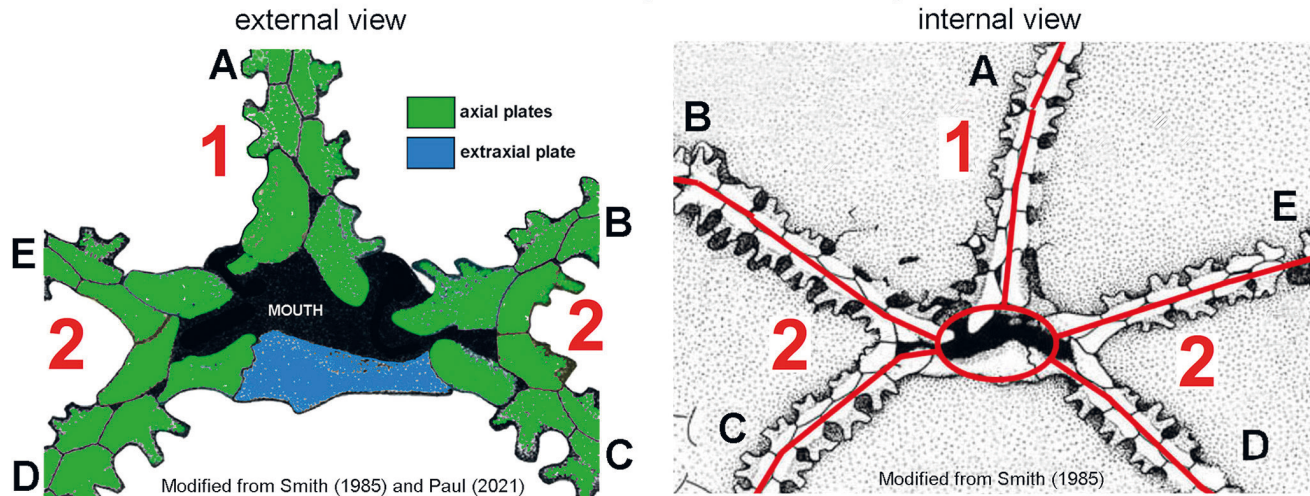 external view
internal view
A
axial plates
extraxial plate
1
B
E
MOUTH
2
2
D
C
Modified from Smith (1985) and Paul (2021)
A
B
1
E
2
2
C
D
Modified from Smith (1985)